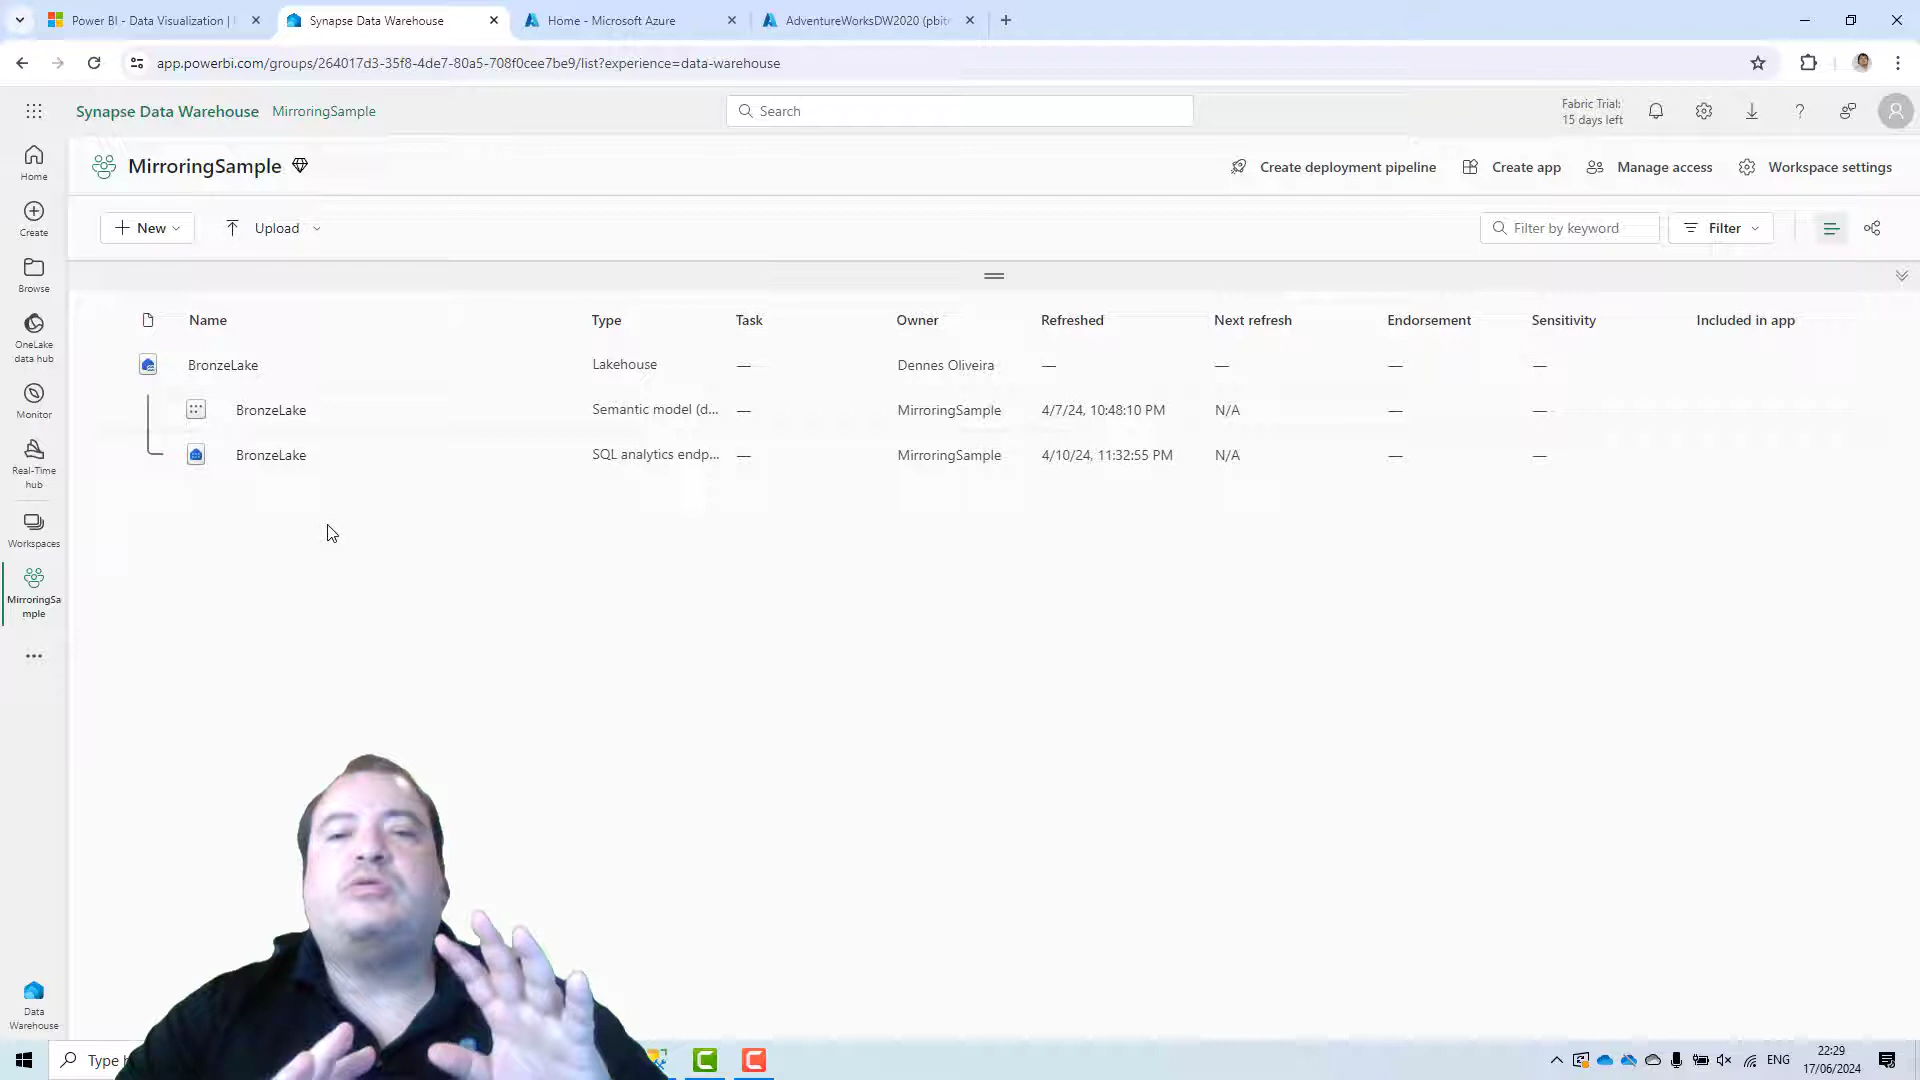 Power BI - Data Visualization |
Synapse Data Warehouse
Home - Microsoft Azure
AdventureWorksDW2020 (pbit
app.powerbi.com/groups/264017d3-35f8-4de7-80a5-708f0cee7be9/list?experience=data-warehouse
Synapse Data Warehouse MirroringSample
Search
Fabric Trial:
15 days left
Home
Create
Browse
OneLake
data hub
Monitor
Real-Time
hub
Workspaces
MirroringSa
mple
Data
Warehouse
MirroringSample
Create deployment pipeline
Create app
Manage access
Workspace settings
New
Upload
Filter by keyword
Filter
Name Type Task Owner Refreshed Next refresh Endorsement Sensitivity Included in app
BronzeLake Lakehouse — Dennes Oliveira — — — —
BronzeLake Semantic model (d... — MirroringSample 4/7/24, 10:48:10 PM N/A — —
BronzeLake SQL analytics endp... — MirroringSample 4/10/24, 11:32:55 PM N/A — —
Type
ENG
22:29
17/06/2024